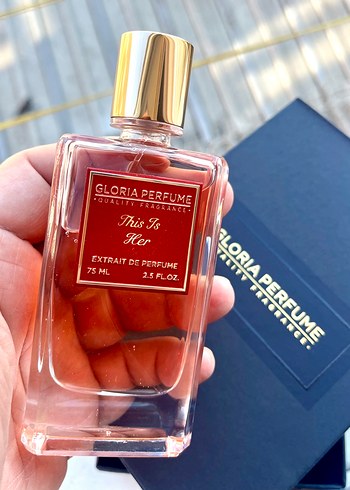 GLORIA PERFUME
•QUALITY FRAGRANCE•
This Is
Her
EXTRAIT DE PERFUME
75 ML 2.5 FL.OZ.
GLORIA PERFUME
QUALITY FRAGRANCE•